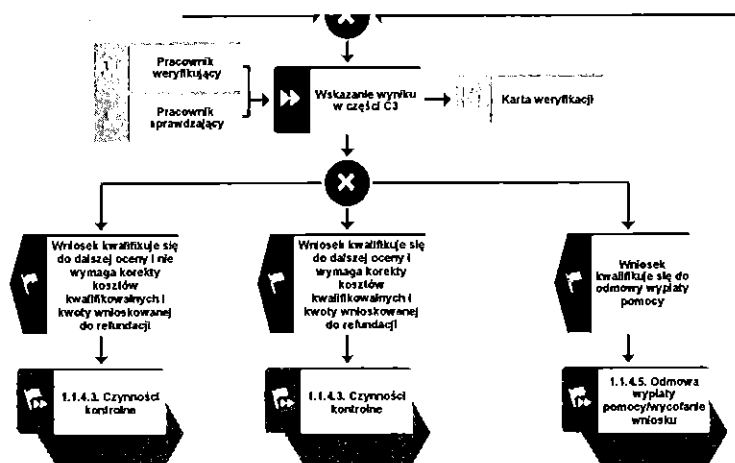 Pracownik
weryfikujący
Pracownik
sprawdzający
Wskazanie wyniku
w części C3
Karta weryfikacji
Wniosek kwalifikuje się
do dalszej oceny i nie
wymaga korekty
kosztów
kwalifikowalnych i
kwoty wnioskowanej
do refundacji
Wniosek kwalifikuje się
do dalszej oceny i
wymaga korekty
kosztów
kwalifikowalnych i
kwoty wnioskowanej
do refundacji
Wniosek
kwalifikuje się do
odmowy wypłaty
pomocy
1.1.4.3. Czynności
kontrolne
1.1.4.3. Czynności
kontrolne
1.1.4.5. Odmowa
wypłaty
pomocy/wycofanie
wniosku